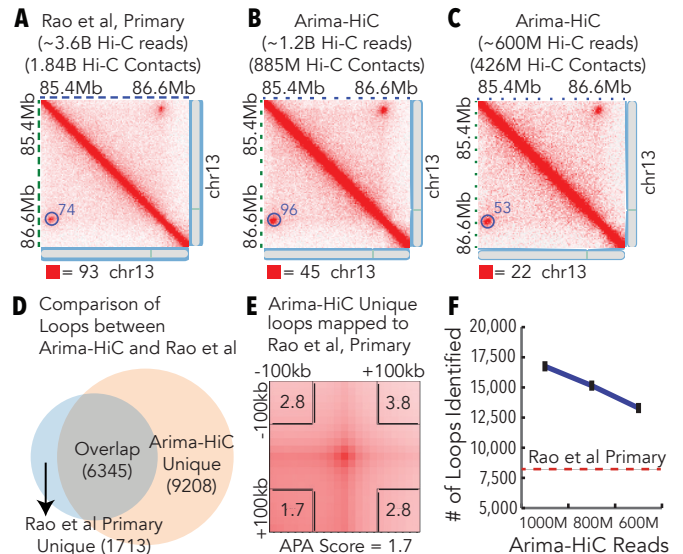 A
Rao et al, Primary
(~3.6B Hi-C reads)
(1.84B Hi-C Contacts)
85.4Mb 86.6Mb
85.4Mb
86.6Mb
74
chr13
= 93 chr13
B
Arima-HiC
(~1.2B Hi-C reads)
(885M Hi-C Contacts)
85.4Mb 86.6Mb
85.4Mb
86.6Mb
96
chr13
= 45 chr13
C
Arima-HiC
(~600M Hi-C reads)
(426M Hi-C Contacts)
85.4Mb 86.6Mb
85.4Mb
86.6Mb
53
chr13
= 22 chr13
D
Comparison of
Loops between
Arima-HiC and Rao et al
Overlap
(6345)
Arima-HiC
Unique
(9208)
Rao et al Primary
Unique (1713)
E
Arima-HiC Unique
loops mapped to
Rao et al, Primary
-100kb +100kb
-100kb
+100kb
2.8 3.8
1.7 2.8
APA Score = 1.7
F
# of Loops Identified
20,000
17,500
15,000
12,500
10,000
Rao et al Primary
7,500
5,000
1000M 800M 600M
Arima-HiC Reads